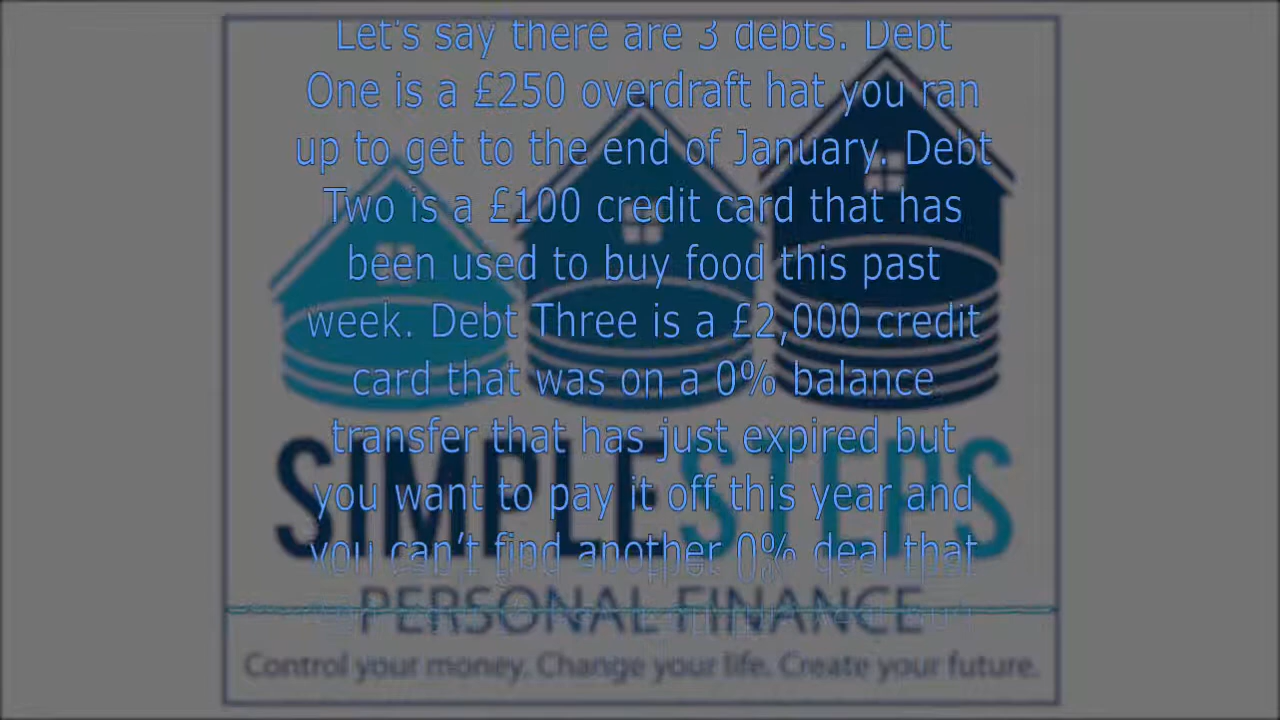 Let's say there are 3 debts. Debt
One is a £250 overdraft hat you ran
up to get to the end of January. Debt
Two is a £100 credit card that has
been used to buy food this past
week. Debt Three is a £2,000 credit
card that was on a 0% balance
transfer that has just expired but
you want to pay it off this year and
you can’t find another 0% deal that
SIMPLESTEPS
PERSONAL FINANCE
Control your money. Change your life. Create your future.